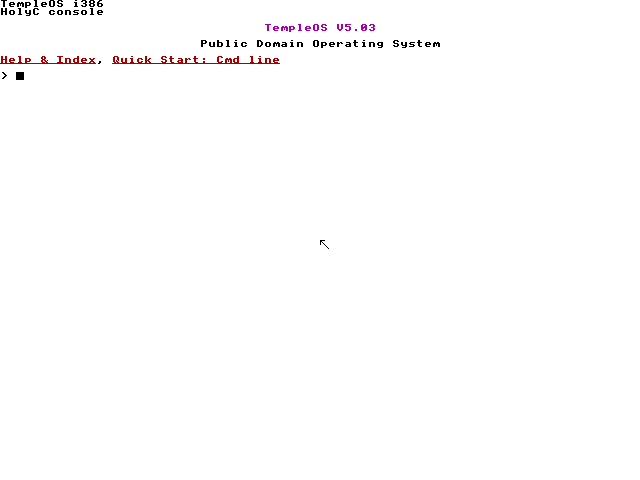 TempleOS i386
HolyC console
TempleOS V5.03
Public Domain Operating System
Help & Index, Quick Start: Cmd line
>